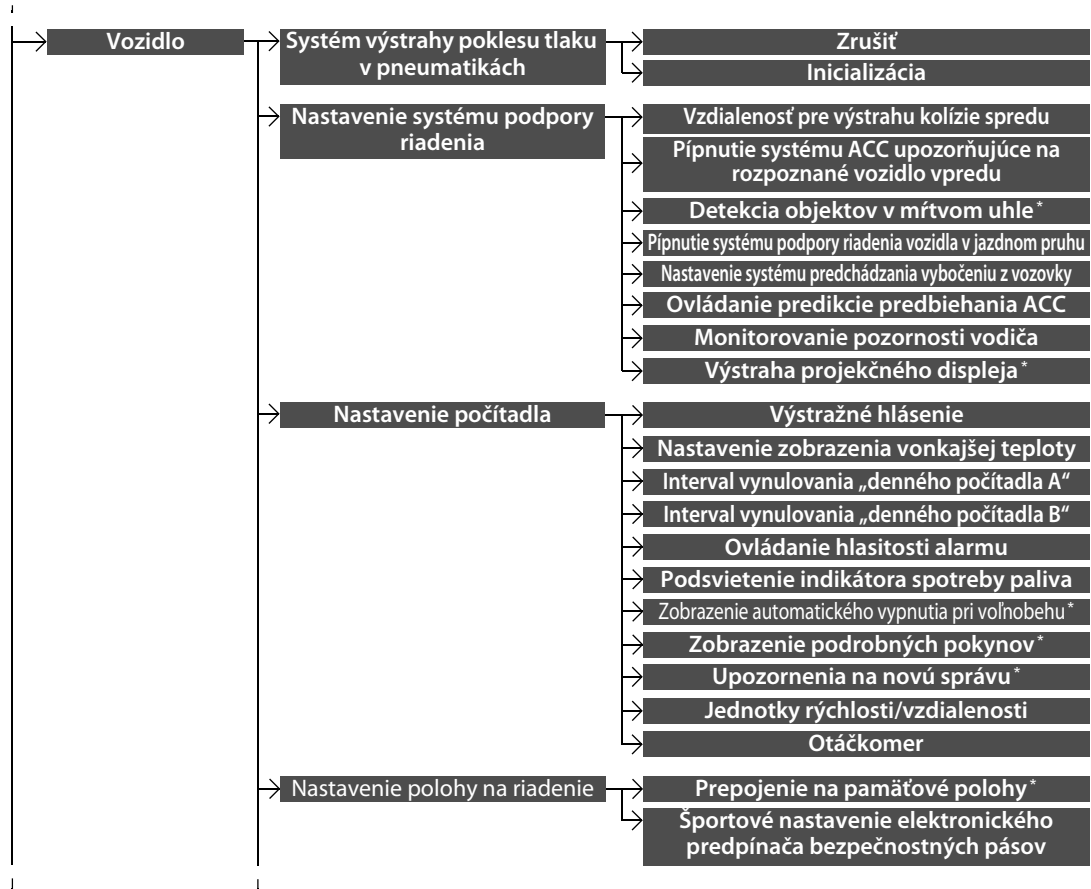 Vozidlo
Systém výstrahy poklesu tlaku
v pneumatikách
Zrušiť
Inicializácia
Nastavenie systému podpory
riadenia
Vzdialenosť pre výstrahu kolízie spredu
Pípnutie systému ACC upozorňujúce na
rozpoznané vozidlo vpredu
Detekcia objektov v mŕtvom uhle*
Pípnutie systému podpory riadenia vozidla v jazdnom pruhu
Nastavenie systému predchádzania vybočeniu z vozovky
Ovládanie predikcie predbiehania ACC
Monitorovanie pozornosti vodiča
Výstraha projekčného displeja*
Nastavenie počítadla
Výstražné hlásenie
Nastavenie zobrazenia vonkajšej teploty
Interval vynulovania „denného počítadla A“
Interval vynulovania „denného počítadla B“
Ovládanie hlasitosti alarmu
Podsvietenie indikátora spotreby paliva
Zobrazenie automatického vypnutia pri voľnobehu*
Zobrazenie podrobných pokynov*
Upozornenia na novú správu*
Jednotky rýchlosti/vzdialenosti
Otáčkomer
Nastavenie polohy na riadenie
Prepojenie na pamäťové polohy*
Športové nastavenie elektronického
predpínača bezpečnostných pásov